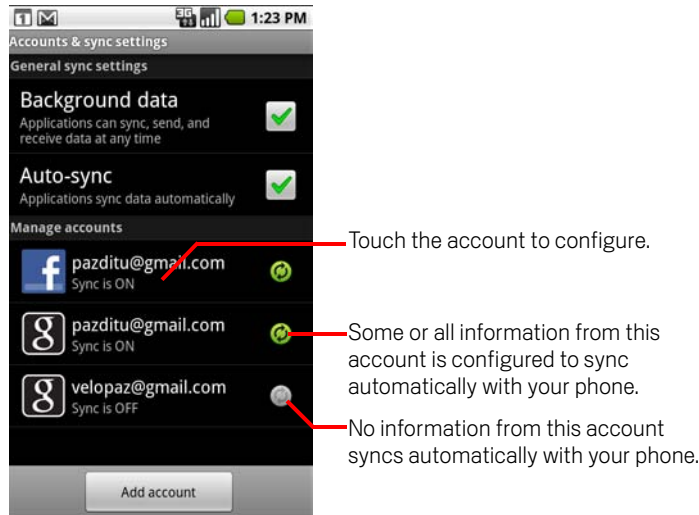 1
3G
1:23 PM
Accounts & sync settings
General sync settings
Background data
Applications can sync, send, and
receive data at any time
Auto-sync
Applications sync data automatically
Manage accounts
f
pazditu@gmail.com
Sync is ON
g
pazditu@gmail.com
Sync is ON
g
velopaz@gmail.com
Sync is OFF
Add account
Touch the account to configure.
Some or all information from this
account is configured to sync
automatically with your phone.
No information from this account
syncs automatically with your phone.